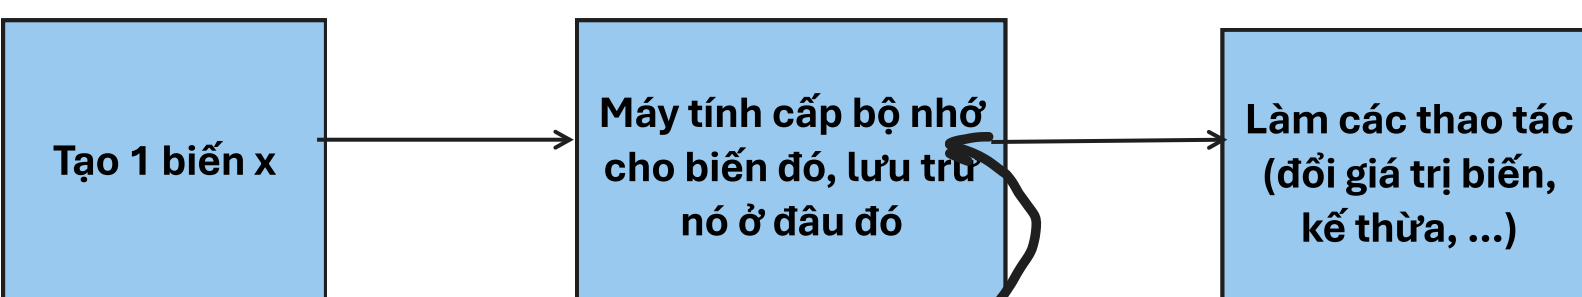 Tạo 1 biến x
Máy tính cấp bộ nhớ
cho biến đó, lưu trữ
nó ở đâu đó
Làm các thao tác
(đổi giá trị biến,
kế thừa, ...)